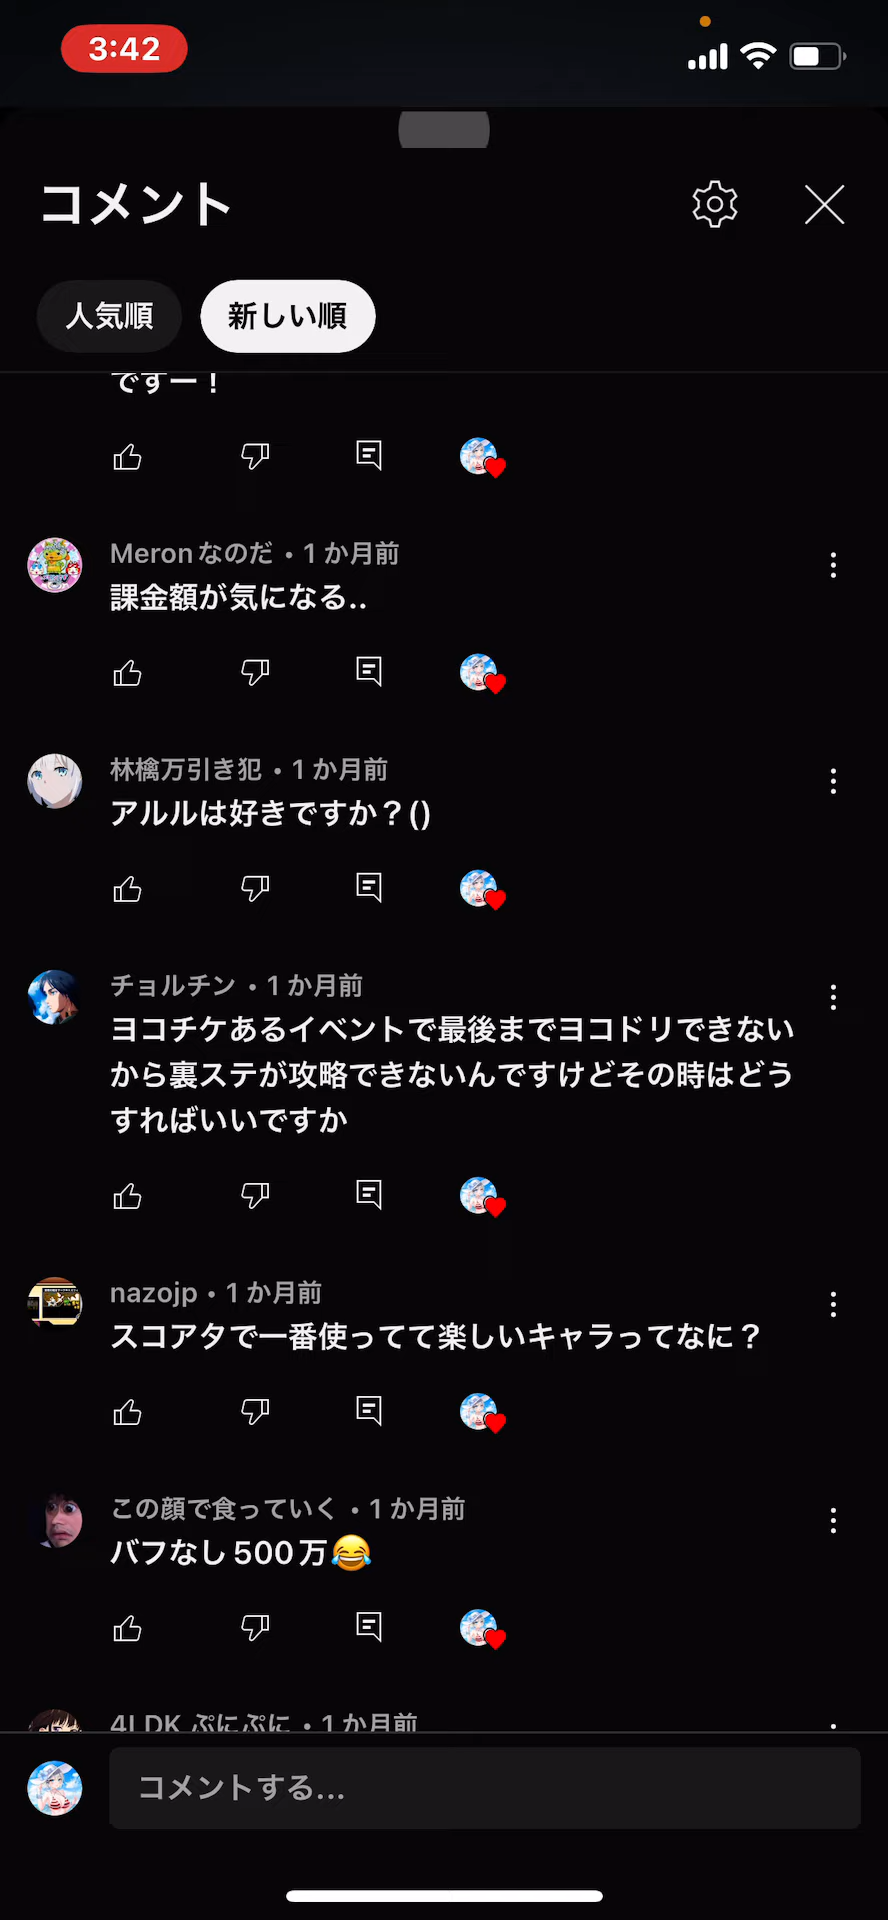 3:42
コメント
人気順
新しい順
ですー！
Meronなのだ・1か月前
課金額が気になる..
林檎万引き犯・1か月前
アルルは好きですか？()
チョルチン・1か月前
ヨコチケあるイベントで最後までヨコドリできない
から裏ステが攻略できないんですけどその時はどう
すればいいですか
nazojp・1か月前
スコアタで一番使ってて楽しいキャラってなに？
この顔で食っていく・1か月前
バフなし500万😂
4LDK ぷにぷに・1か月前
コメントする...